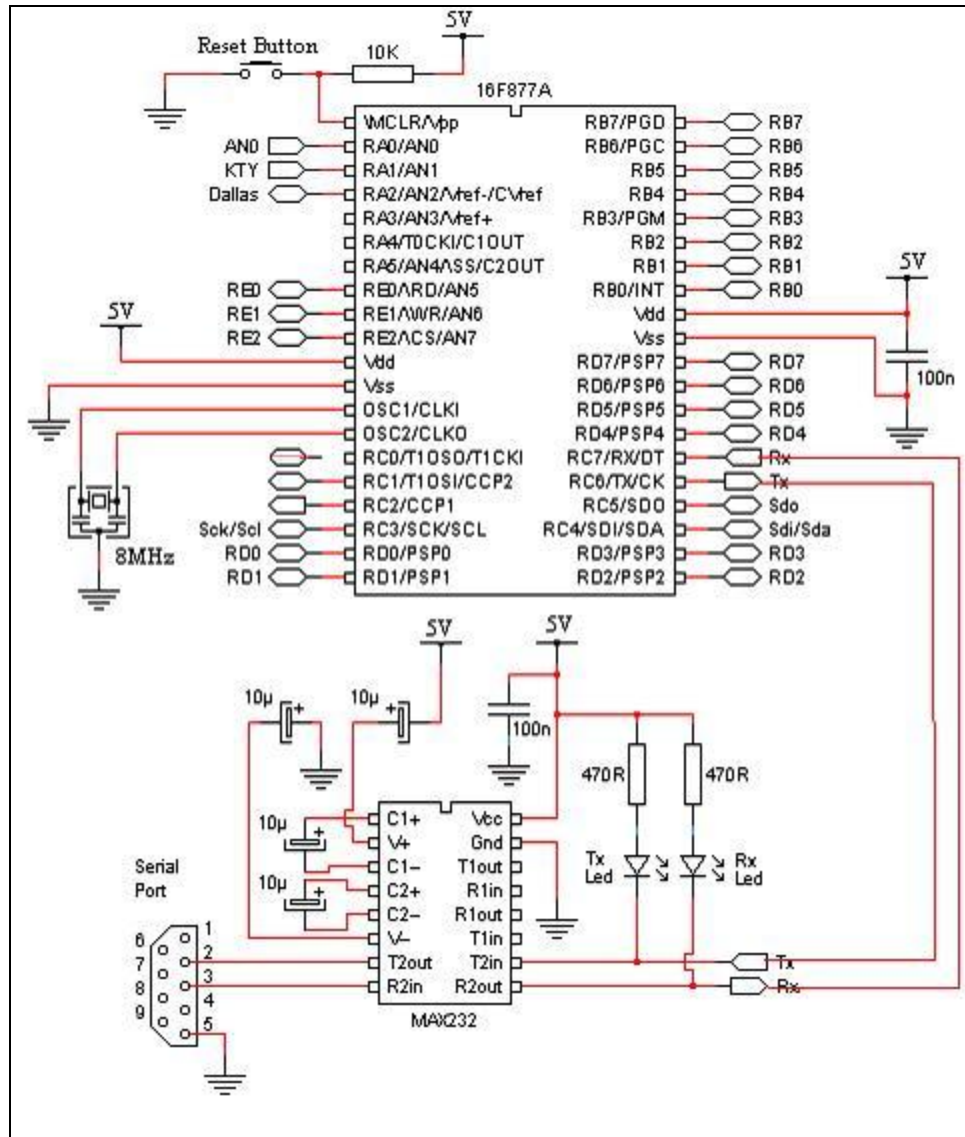 5V
Reset Button
10K
16F877A
\MCLR/Vpp
RB7/PGD
RB7
AN0
RA0/AN0
RB6/PGC
RB6
KTY
RA1/AN1
RB5
RB5
Dallas
RA2/AN2/Vref-/CVref
RB4
RB4
RA3/AN3/Vref+
RB3/PGM
RB3
RA4/T0CKI/C1OUT
RB2
RB2
RA5/AN4/\SS/C2OUT
RB1
RB1
5V
RE0
RE0/\RD/AN5
RB0/INT
RB0
RE1
RE1/\WR/AN6
Vdd
5V
RE2
RE2/\CS/AN7
Vss
Vdd
RD7/PSP7
RD7
100n
Vss
RD6/PSP6
RD6
OSC1/CLKI
RD5/PSP5
RD5
OSC2/CLKO
RD4/PSP4
RD4
RC0/T1OSO/T1CKI
RC7/RX/DT
Rx
RC1/T1OSI/CCP2
RC6/TX/CK
Tx
RC2/CCP1
RC5/SDO
Sdo
Sck/Scl
RC3/SCK/SCL
RC4/SDI/SDA
Sdi/Sda
8MHz
RD0
RD0/PSP0
RD3/PSP3
RD3
RD1
RD1/PSP1
RD2/PSP2
RD2
5V
5V
10µ
10µ
100n
470R
470R
10µ
C1+
Vcc
V+
Gnd
Serial
Port
C1-
T1out
Tx
Led
Rx
Led
10µ
C2+
R1in
C2-
R1out
V-
T1in
T2out
T2in
Tx
R2in
R2out
Rx
MAX232
1
6
2
7
3
8
4
9
5